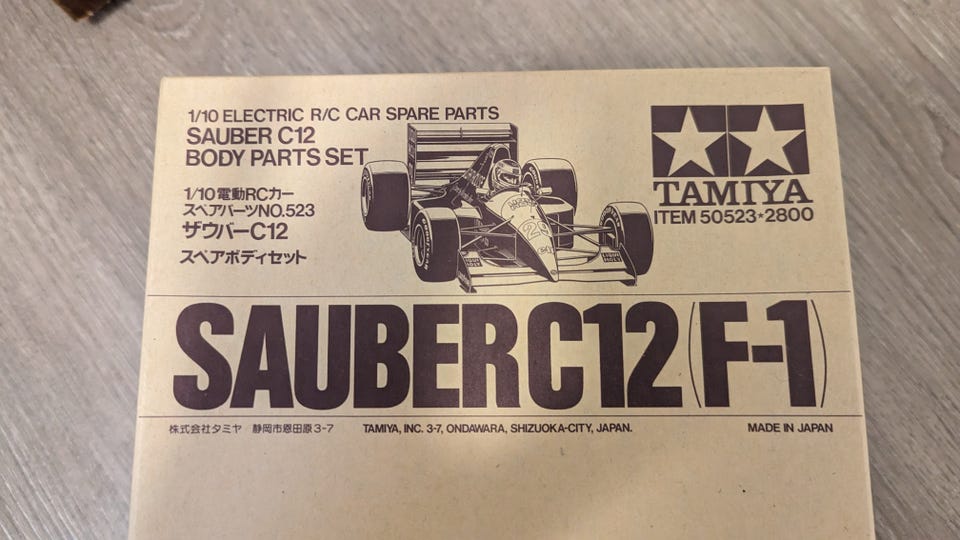 1/10 ELECTRIC R/C CAR SPARE PARTS
SAUBER C12
BODY PARTS SET
1/10電動RCカー
スペアパーツNO.523
ザウバーC12
スペアボディセット
TAMIYA
ITEM 50523★2800
29
GOODYEAR
SAUBER C12 (F-1)
株式会社タミヤ 静岡市恩田原3-7
TAMIYA, INC. 3-7, ONDAWARA, SHIZUOKA-CITY, JAPAN.
MADE IN JAPAN